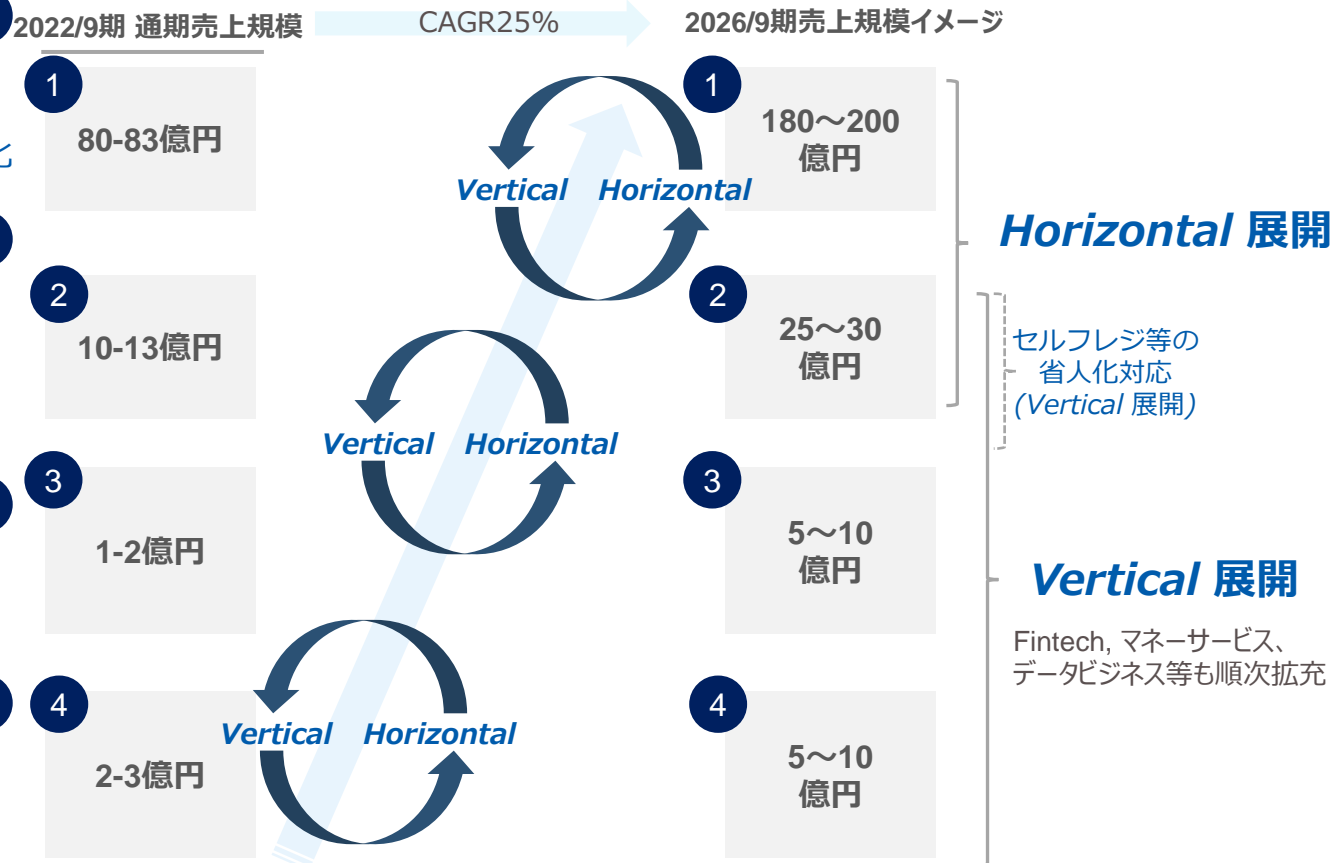 2022/9期 通期売上規模
CAGR25%
2026/9期売上規模イメージ
1
80-83億円
化
1
180～200
億円
Vertical Horizontal
Horizontal 展開
2
10-13億円
2
25～30
億円
セルフレジ等の
省人化対応
(Vertical 展開)
Vertical Horizontal
3
1-2億円
3
5～10
億円
Vertical 展開
Fintech, マネーサービス、
データビジネス等も順次拡充
4
2-3億円
Vertical Horizontal
4
5～10
億円